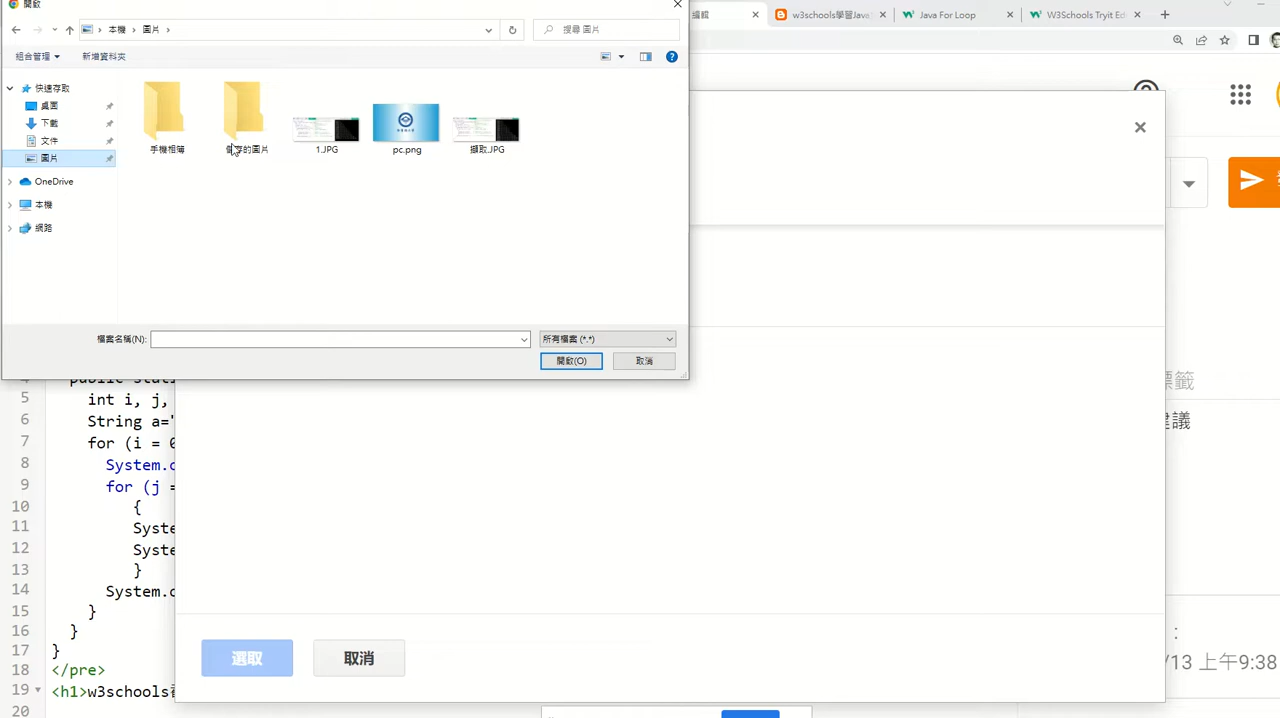 開啟
編輯
w3schools學習Java
Java For Loop
W3Schools Tryit Ed
本機
圖片
搜尋 圖片
組合管理
新增資料夾
快速存取
桌面
下載
文件
圖片
OneDrive
本機
網路
手機相簿
儲存的圖片
1.JPG
pc.png
擷取.JPG
檔案名稱(N):
所有檔案 (*.*)
開啟(O)
取消
標籤
5 int i, j,
6 String a="
7 for (i = 0
8 System.o
9 for (j =
10 {
11 Syste
12 Syste
13 }
14 System.o
15 }
16 }
17 }
18 </pre>
19 <h1>w3schools
20
選取
取消
建議
:
/13 上午9:38